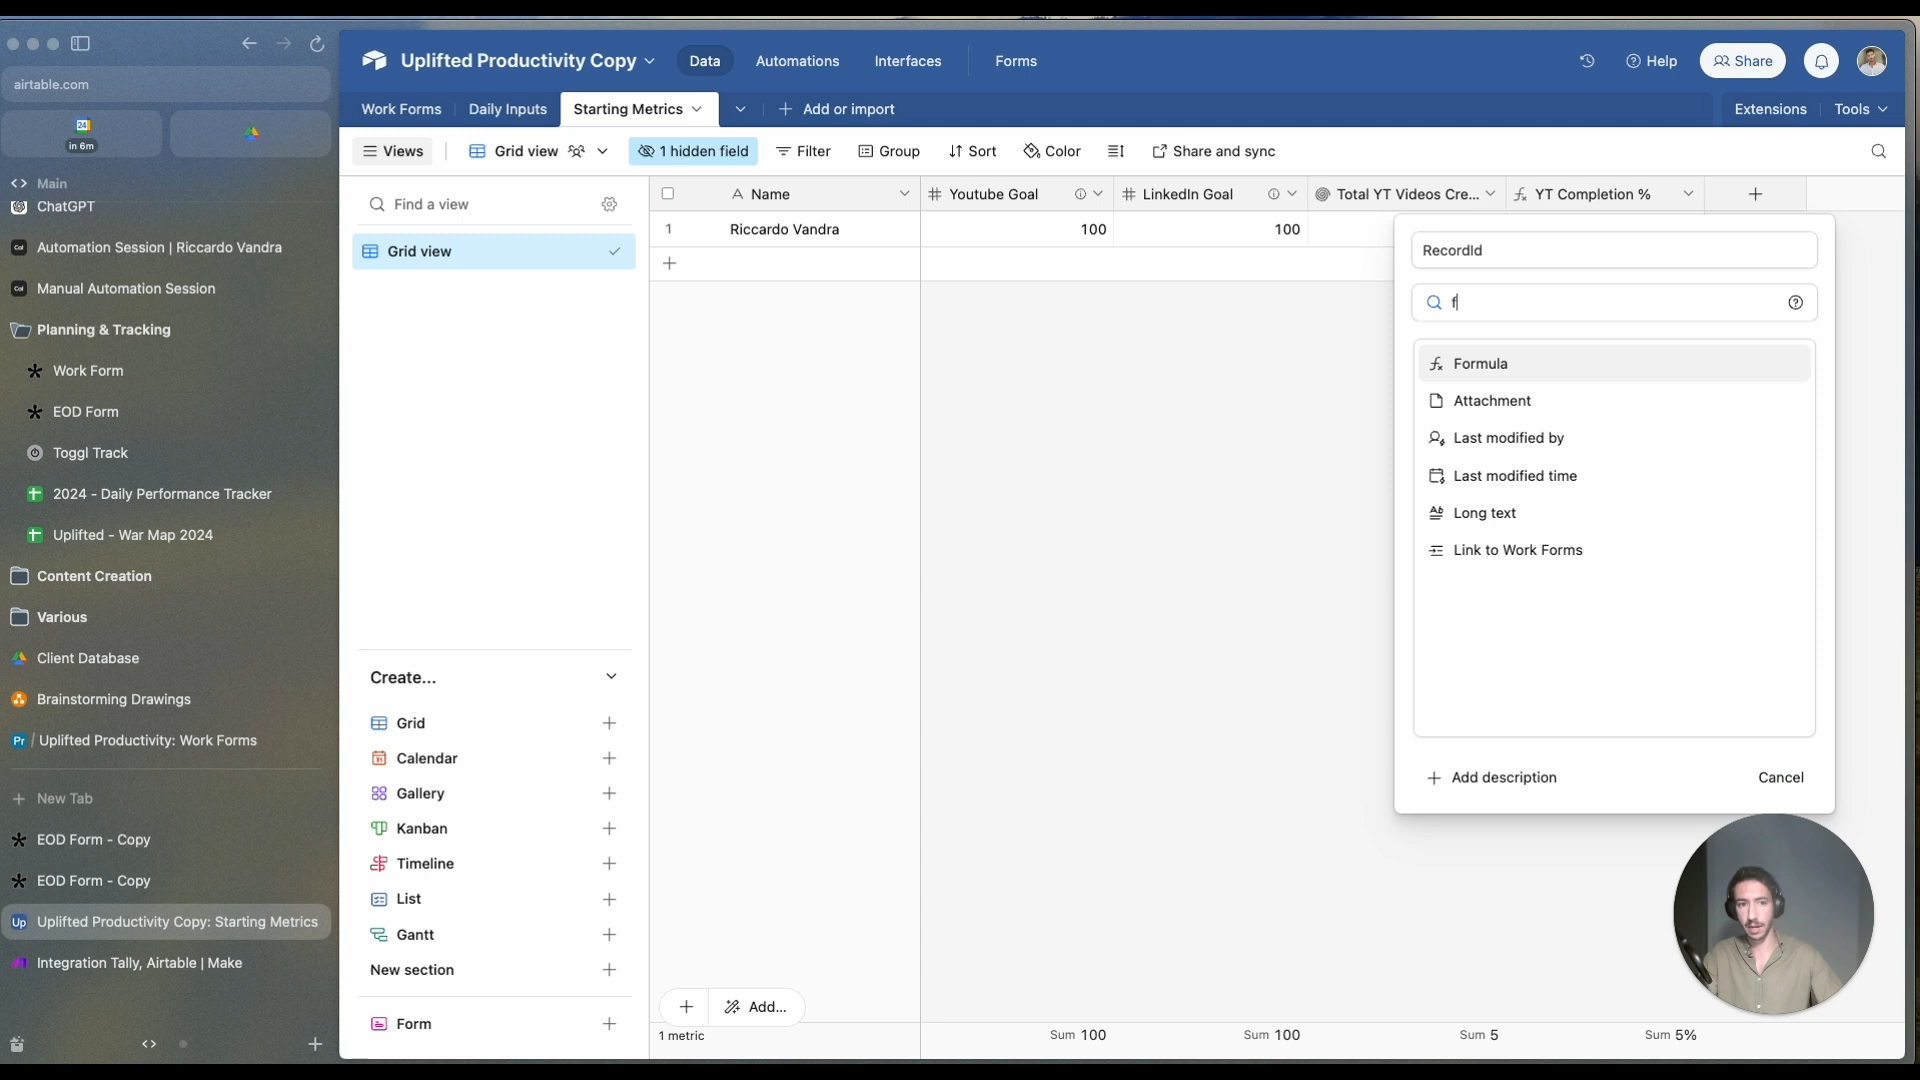 airtable.com
24
in 6m
Main
ChatGPT
Automation Session | Riccardo Vandra
Manual Automation Session
Planning & Tracking
Work Form
EOD Form
Toggl Track
2024 - Daily Performance Tracker
Uplifted - War Map 2024
Content Creation
Various
Client Database
Brainstorming Drawings
Pr / Uplifted Productivity: Work Forms
New Tab
EOD Form - Copy
EOD Form - Copy
Up Uplifted Productivity Copy: Starting Metrics
Integration Tally, Airtable | Make
Uplifted Productivity Copy Data Automations Interfaces Forms Help Share
Work Forms Daily Inputs Starting Metrics Add or import Extensions Tools
Views Grid view 1 hidden field Filter Group Sort Color Share and sync
Find a view
Grid view
Create...
Grid
Calendar
Gallery
Kanban
Timeline
List
Gantt
New section
Form
Name Youtube Goal LinkedIn Goal Total YT Videos Cre... YT Completion %
1 Riccardo Vandra 100 100
RecordId
f
Formula
Attachment
Last modified by
Last modified time
Long text
Link to Work Forms
Add description Cancel
Add...
1 metric Sum 100 Sum 100 Sum 5 Sum 5%